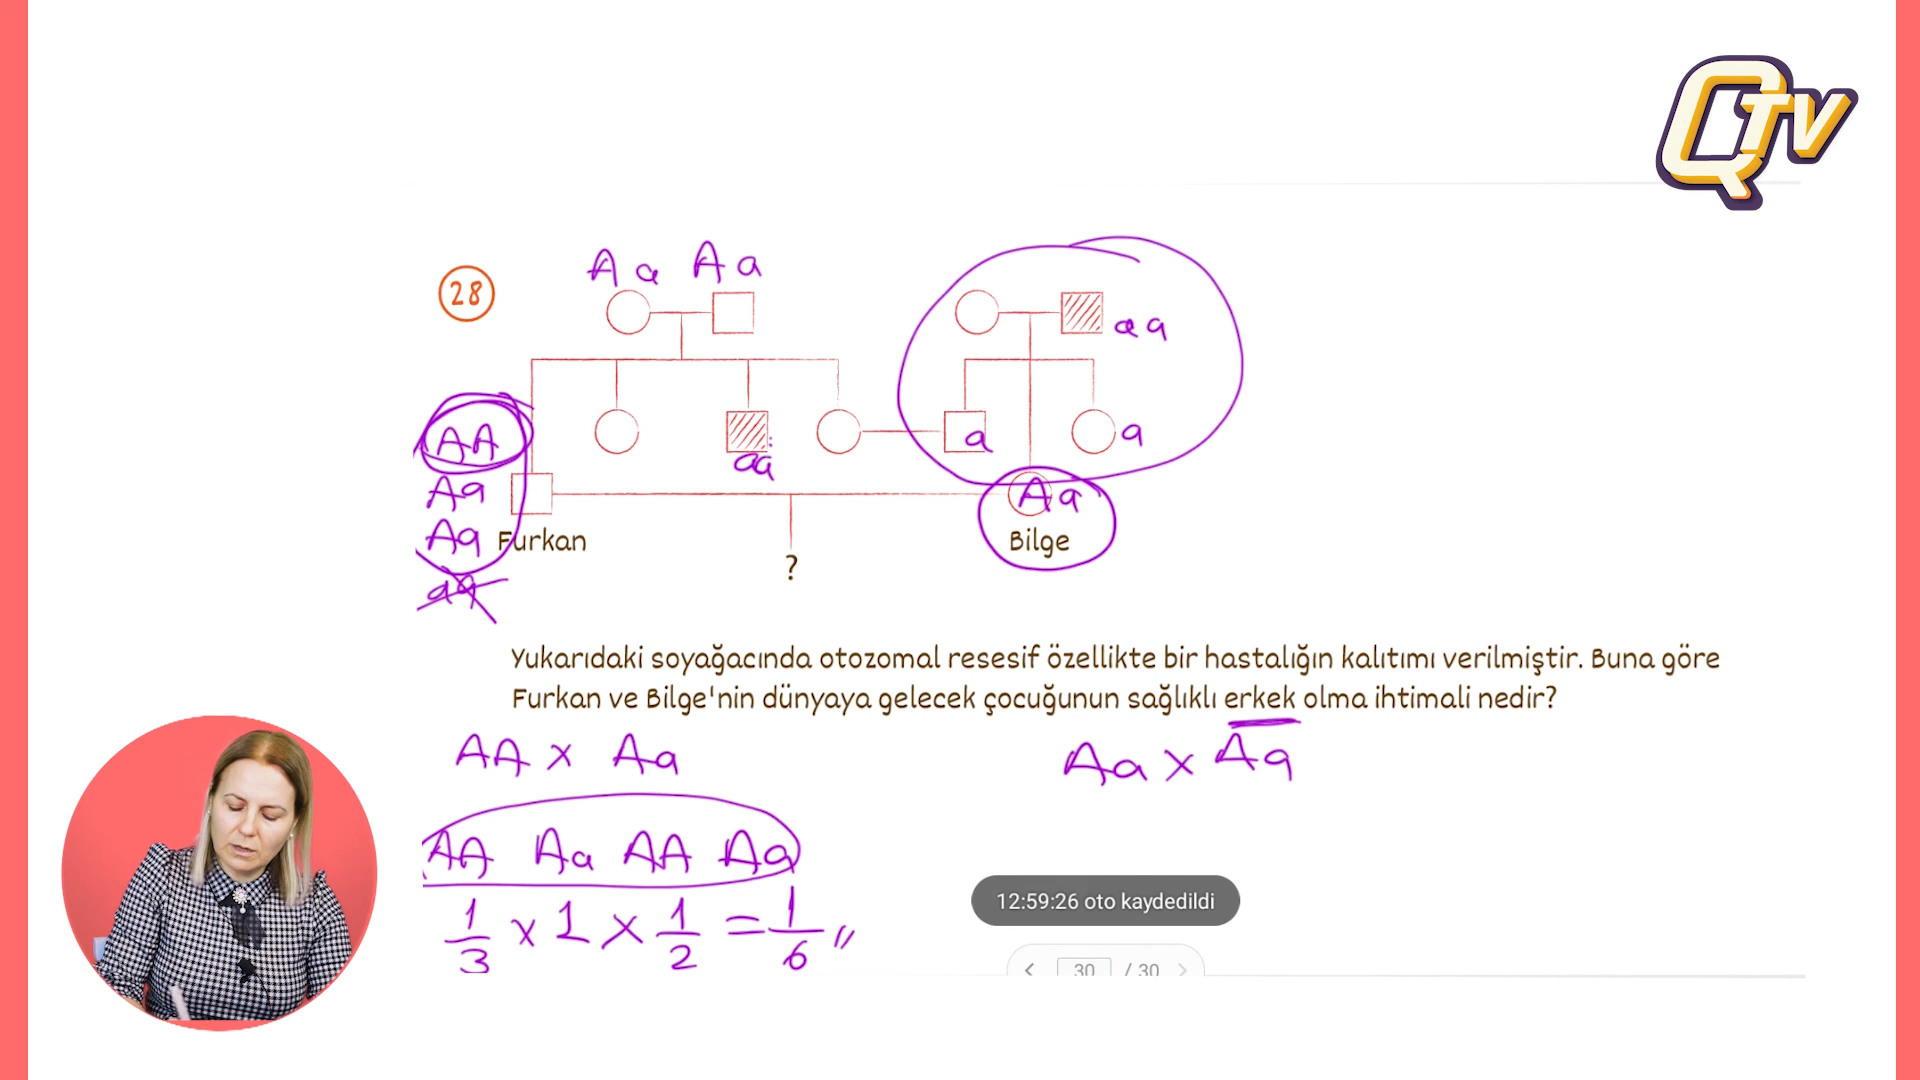 QTV
28
Aa Aa
aa
a
a
aa
AA
Aa
Aa
aa
Aa
Furkan
Bilge
?
Yukarıdaki soyağacında otozomal resesif özellikte bir hastalığın kalıtımı verilmiştir. Buna göre
Furkan ve Bilge'nin dünyaya gelecek çocuğunun sağlıklı erkek olma ihtimali nedir?
AA x Aa
Aa x Aa
AA Aa AA Aa
1/3 x 1 x 1/2 = 1/6 //
12:59:26 oto kaydedildi
< 30 / 30 >